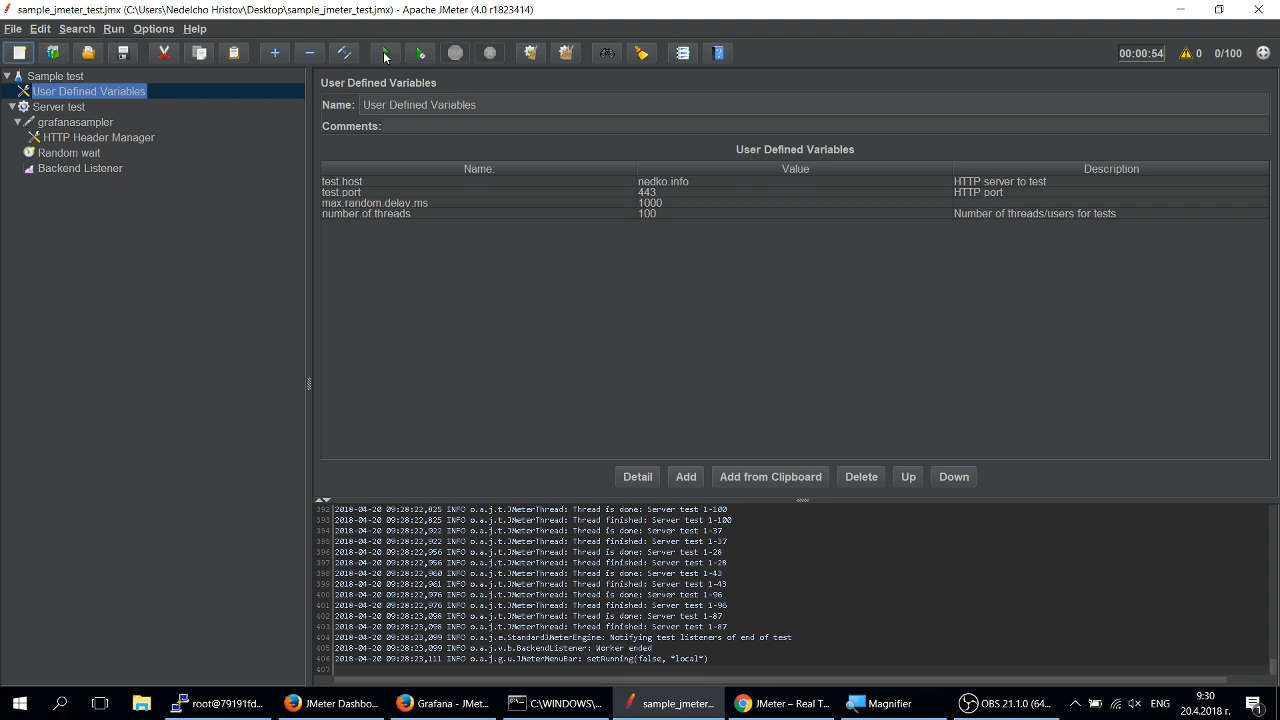 sample_jmeter_test.jmx (C:\Users\Nedelcho Hristov\Desktop\sample_jmeter_test.jmx) - Apache JMeter (4.0 r1823414)
File Edit Search Run Options Help
00:00:54 0 0/100
Sample test
User Defined Variables
Server test
grafanasampler
HTTP Header Manager
Random wait
Backend Listener
User Defined Variables
Name: User Defined Variables
Comments:
User Defined Variables
Name: Value Description
test.host nedko.info HTTP server to test
test.port 443 HTTP port
max.random.delay.ms 1000
number of threads 100 Number of threads/users for tests
Detail Add Add from Clipboard Delete Up Down
392 2018-04-20 09:28:22,825 INFO o.a.j.t.JMeterThread: Thread is done: Server test 1-100
393 2018-04-20 09:28:22,825 INFO o.a.j.t.JMeterThread: Thread finished: Server test 1-100
394 2018-04-20 09:28:22,922 INFO o.a.j.t.JMeterThread: Thread is done: Server test 1-37
395 2018-04-20 09:28:22,922 INFO o.a.j.t.JMeterThread: Thread finished: Server test 1-37
396 2018-04-20 09:28:22,956 INFO o.a.j.t.JMeterThread: Thread is done: Server test 1-28
397 2018-04-20 09:28:22,956 INFO o.a.j.t.JMeterThread: Thread finished: Server test 1-28
398 2018-04-20 09:28:22,960 INFO o.a.j.t.JMeterThread: Thread is done: Server test 1-43
399 2018-04-20 09:28:22,961 INFO o.a.j.t.JMeterThread: Thread finished: Server test 1-43
400 2018-04-20 09:28:22,976 INFO o.a.j.t.JMeterThread: Thread is done: Server test 1-96
401 2018-04-20 09:28:22,976 INFO o.a.j.t.JMeterThread: Thread finished: Server test 1-96
402 2018-04-20 09:28:23,098 INFO o.a.j.t.JMeterThread: Thread is done: Server test 1-87
403 2018-04-20 09:28:23,098 INFO o.a.j.t.JMeterThread: Thread finished: Server test 1-87
404 2018-04-20 09:28:23,099 INFO o.a.j.e.StandardJMeterEngine: Notifying test listeners of end of test
405 2018-04-20 09:28:23,099 INFO o.a.j.v.b.BackendListener: Worker ended
406 2018-04-20 09:28:23,111 INFO o.a.j.g.u.JMeterMenuBar: setRunning(false, *local*)
407
root@79191fd... JMeter Dashbo... Grafana - JMet... C:\WINDOWS\... sample_jmeter... JMeter – Real T... Magnifier OBS 21.1.0 (64... ENG 9:30
20.4.2018 г. 1